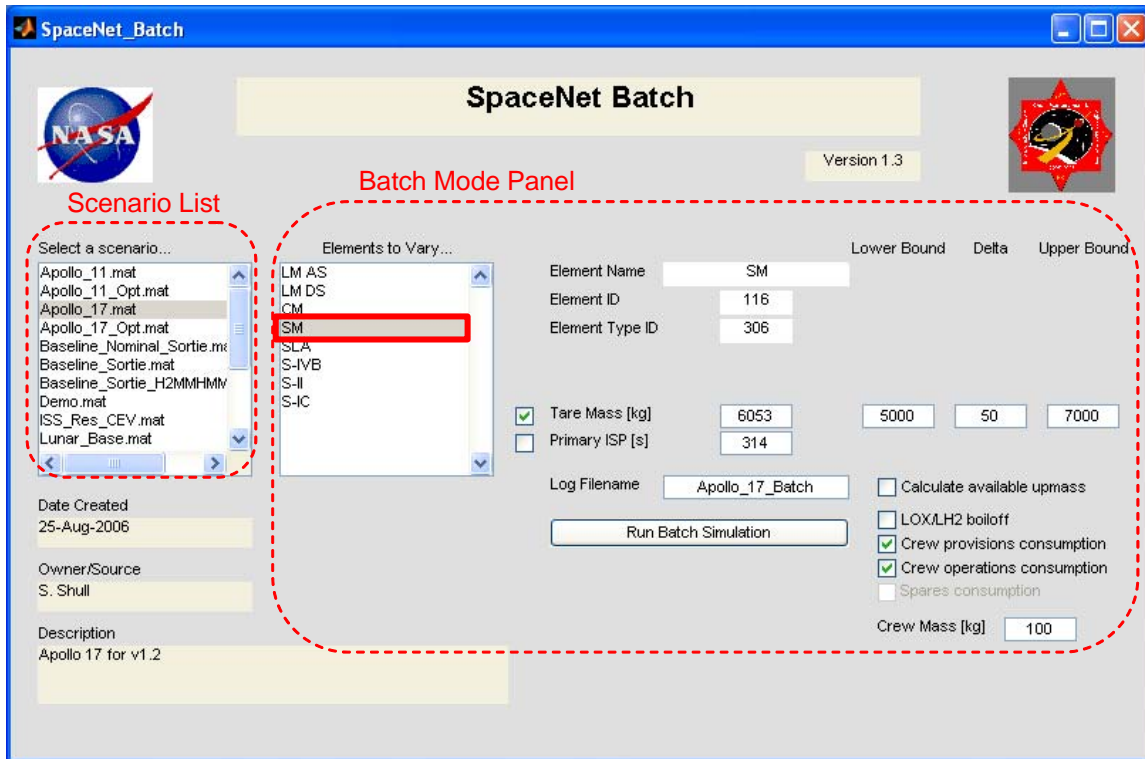 SpaceNet_Batch
NASA
SpaceNet Batch
Version 1.3
Scenario List
Batch Mode Panel
Select a scenario...
Apollo_11.mat
Apollo_11_Opt.mat
Apollo_17.mat
Apollo_17_Opt.mat
Baseline_Nominal_Sortie.ma
Baseline_Sortie.mat
Baseline_Sortie_H2MMHMM
Demo.mat
ISS_Res_CEV.mat
Lunar_Base.mat
Elements to Vary...
LM AS
LM DS
CM
SM
SLA
S-IVB
S-II
S-IC
Lower Bound Delta Upper Bound
Element Name SM
Element ID 116
Element Type ID 306
Tare Mass [kg] 6053 5000 50 7000
Primary ISP [s] 314
Log Filename Apollo_17_Batch
Run Batch Simulation
Calculate available upmass
LOX/LH2 boiloff
Crew provisions consumption
Crew operations consumption
Spares consumption
Crew Mass [kg] 100
Date Created
25-Aug-2006
Owner/Source
S. Shull
Description
Apollo 17 for v1.2